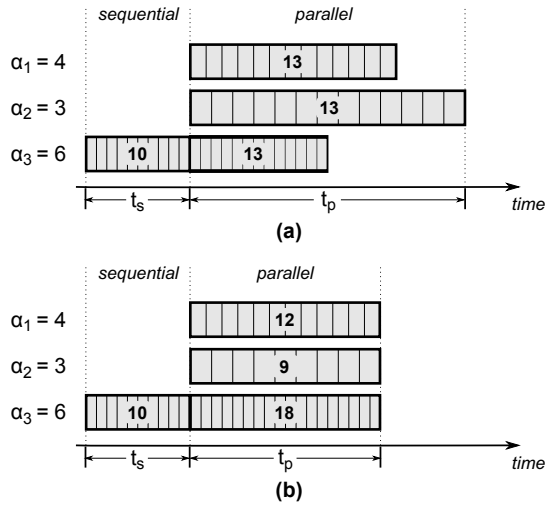 sequential parallel
α1 = 4 13
α2 = 3 13
α3 = 6 10 13
ts tp time
(a)
sequential parallel
α1 = 4 12
α2 = 3 9
α3 = 6 10 18
ts tp time
(b)